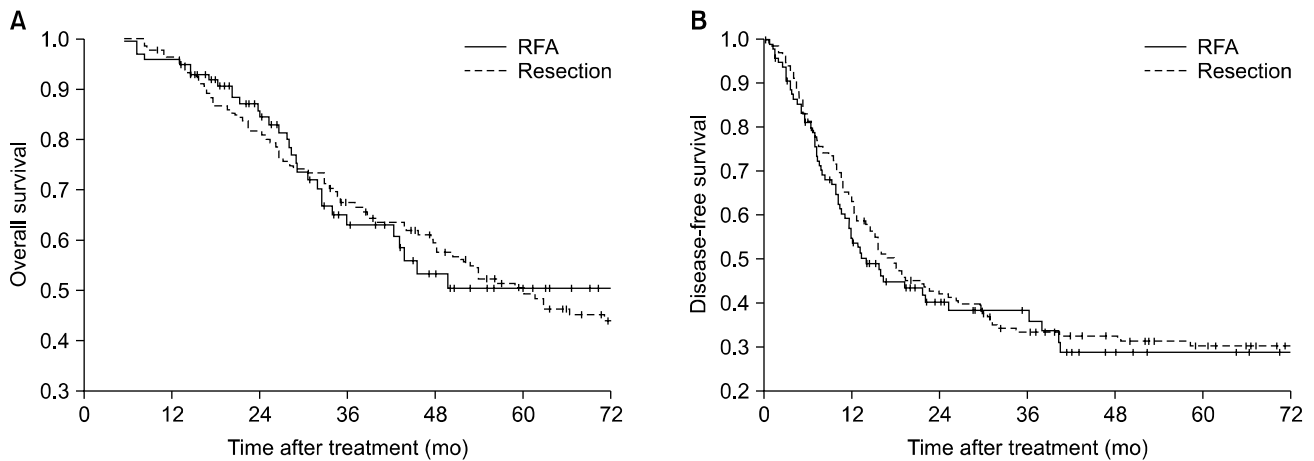 A
1.0
0.9
0.8
0.7
0.6
0.5
0.4
0.3
Overall survival
RFA
Resection
0 12 24 36 48 60 72
Time after treatment (mo)
B
1.0
0.9
0.8
0.7
0.6
0.5
0.4
0.3
0.2
Disease-free survival
RFA
Resection
0 12 24 36 48 60 72
Time after treatment (mo)